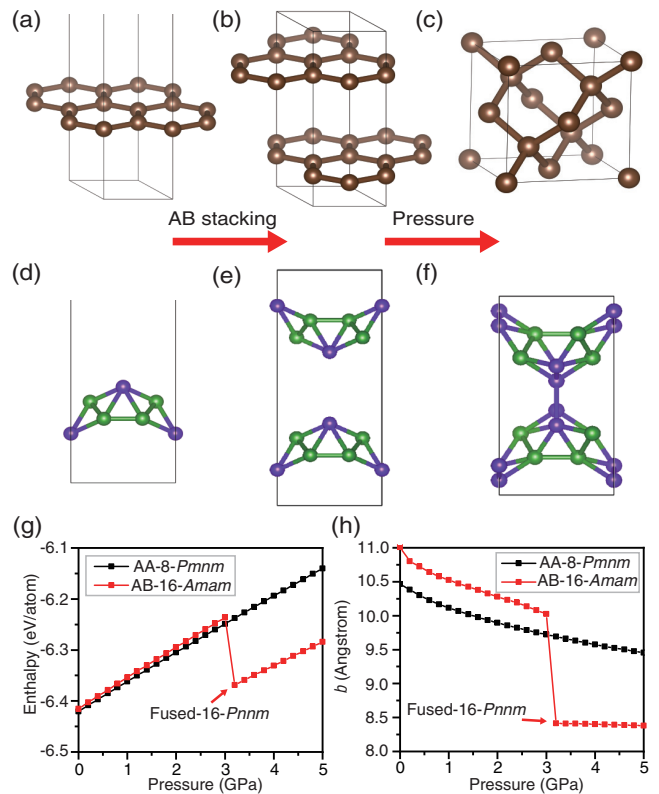 (a) (b) (c)
AB stacking Pressure
(d) (e) (f)
(g) (h)
-6.1 11.0
AA-8-Pmnm AA-8-Pmnm
AB-16-Amam AB-16-Amam
10.5
-6.2
10.0
-6.3 9.5
9.0
-6.4
Fused-16-Pnnm Fused-16-Pnnm
8.5
-6.5 8.0
0 1 2 3 4 5 0 1 2 3 4 5
Pressure (GPa) Pressure (GPa)
Enthalpy (eV/atom)
b (Angstrom)